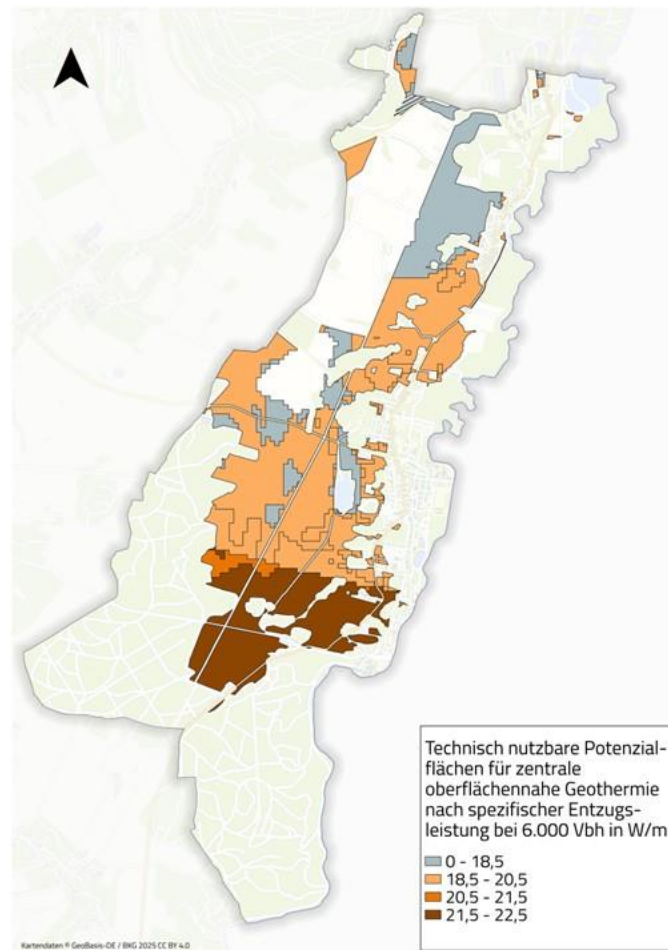 Technisch nutzbare Potenzial-
flächen für zentrale
oberflächennahe Geothermie
nach spezifischer Entzugs-
leistung bei 6.000 Vbh in W/m
0 - 18,5
18,5 - 20,5
20,5 - 21,5
21,5 - 22,5
Kartendaten © GeoBasis-DE / BKG 2025 CC BY 4.0